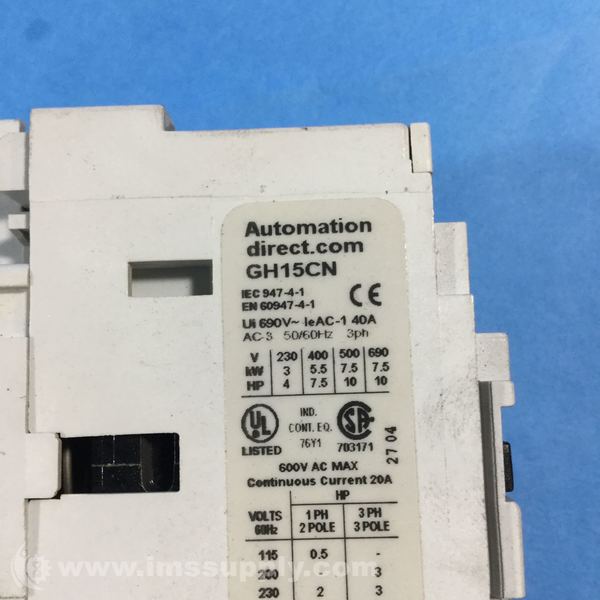 Automation
direct.com
GH15CN
IEC 947-4-1
EN 60947-4-1
CE
Ui 690V~ IeAC-1 40A
AC-3 50/60Hz 3ph
V 230 400 500 690
kW 3 5.5 7.5 7.5
HP 4 7.5 10 10
UL
LISTED
IND.
CONT. EQ.
76Y1
SA
703171
27 04
600V AC MAX
Continuous Current 20A
HP
VOLTS 60Hz 1 PH 2 POLE 3 PH 3 POLE
115 0.5 -
200 3
230 2 3
© www.imssupply.com